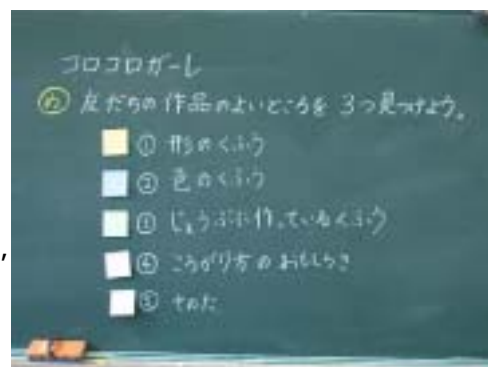 コロコロガーレ
め 友だちの作品のよいところを 3つ見つけよう。
① 形のくふう
② 色のくふう
③ じょうぶに作っているくふう
④ ころがり方のおもしろさ
⑤ そのた